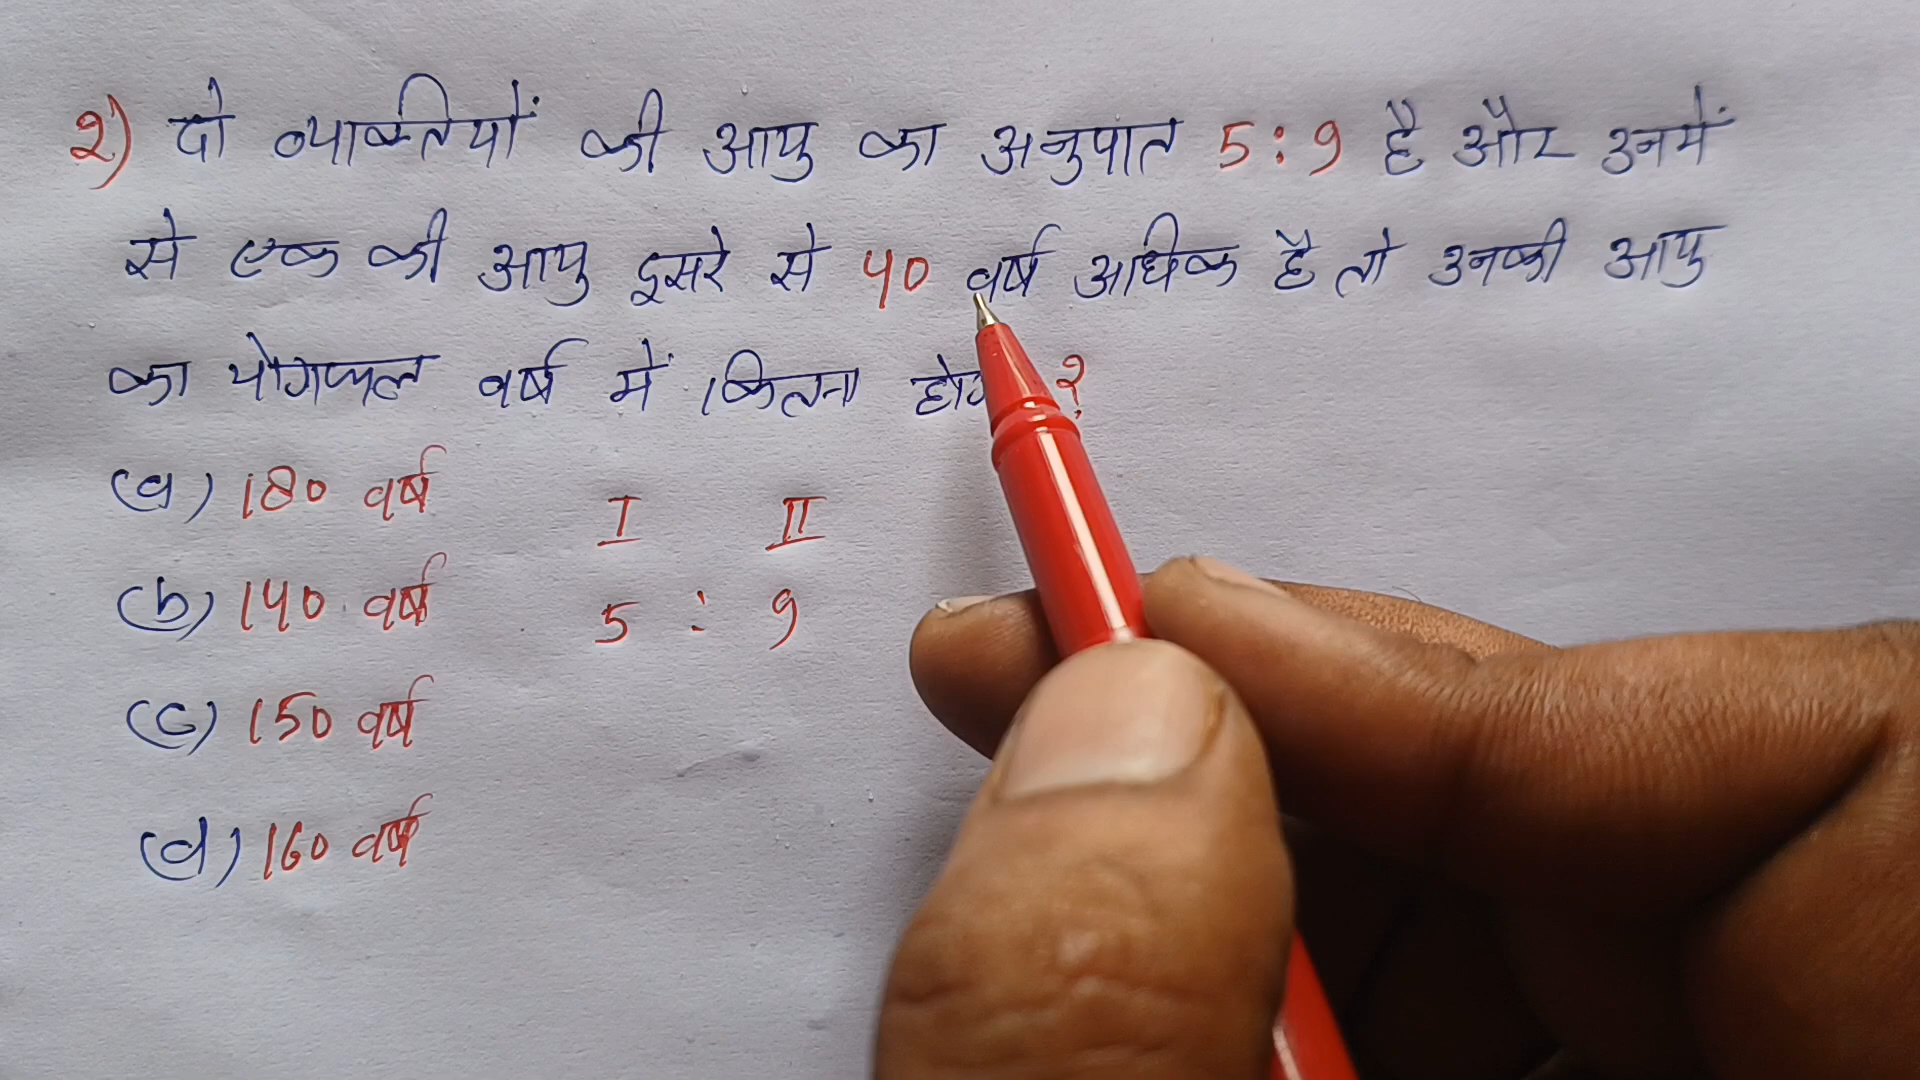 2) दो व्यक्तियों की आयु का अनुपात 5 : 9 है और उनमें
से एक की आयु दूसरे से 40 वर्ष अधिक है तो उनकी आयु
का योगफल वर्ष में कितना ?
(a) 180 वर्ष
I II
(b) 140 वर्ष
5 : 9
(c) 150 वर्ष
(d) 160 वर्ष